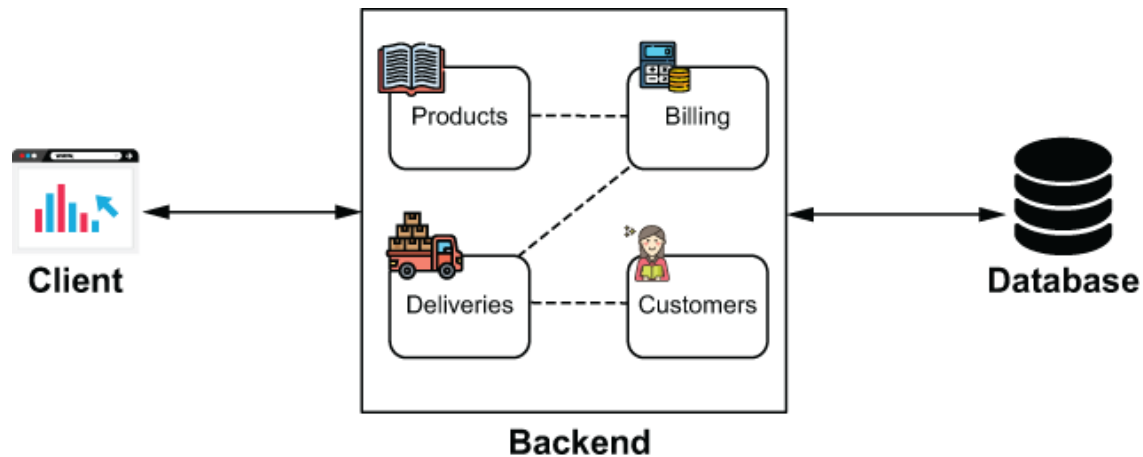 Products
Billing
Client
Deliveries
Customers
Database
Backend